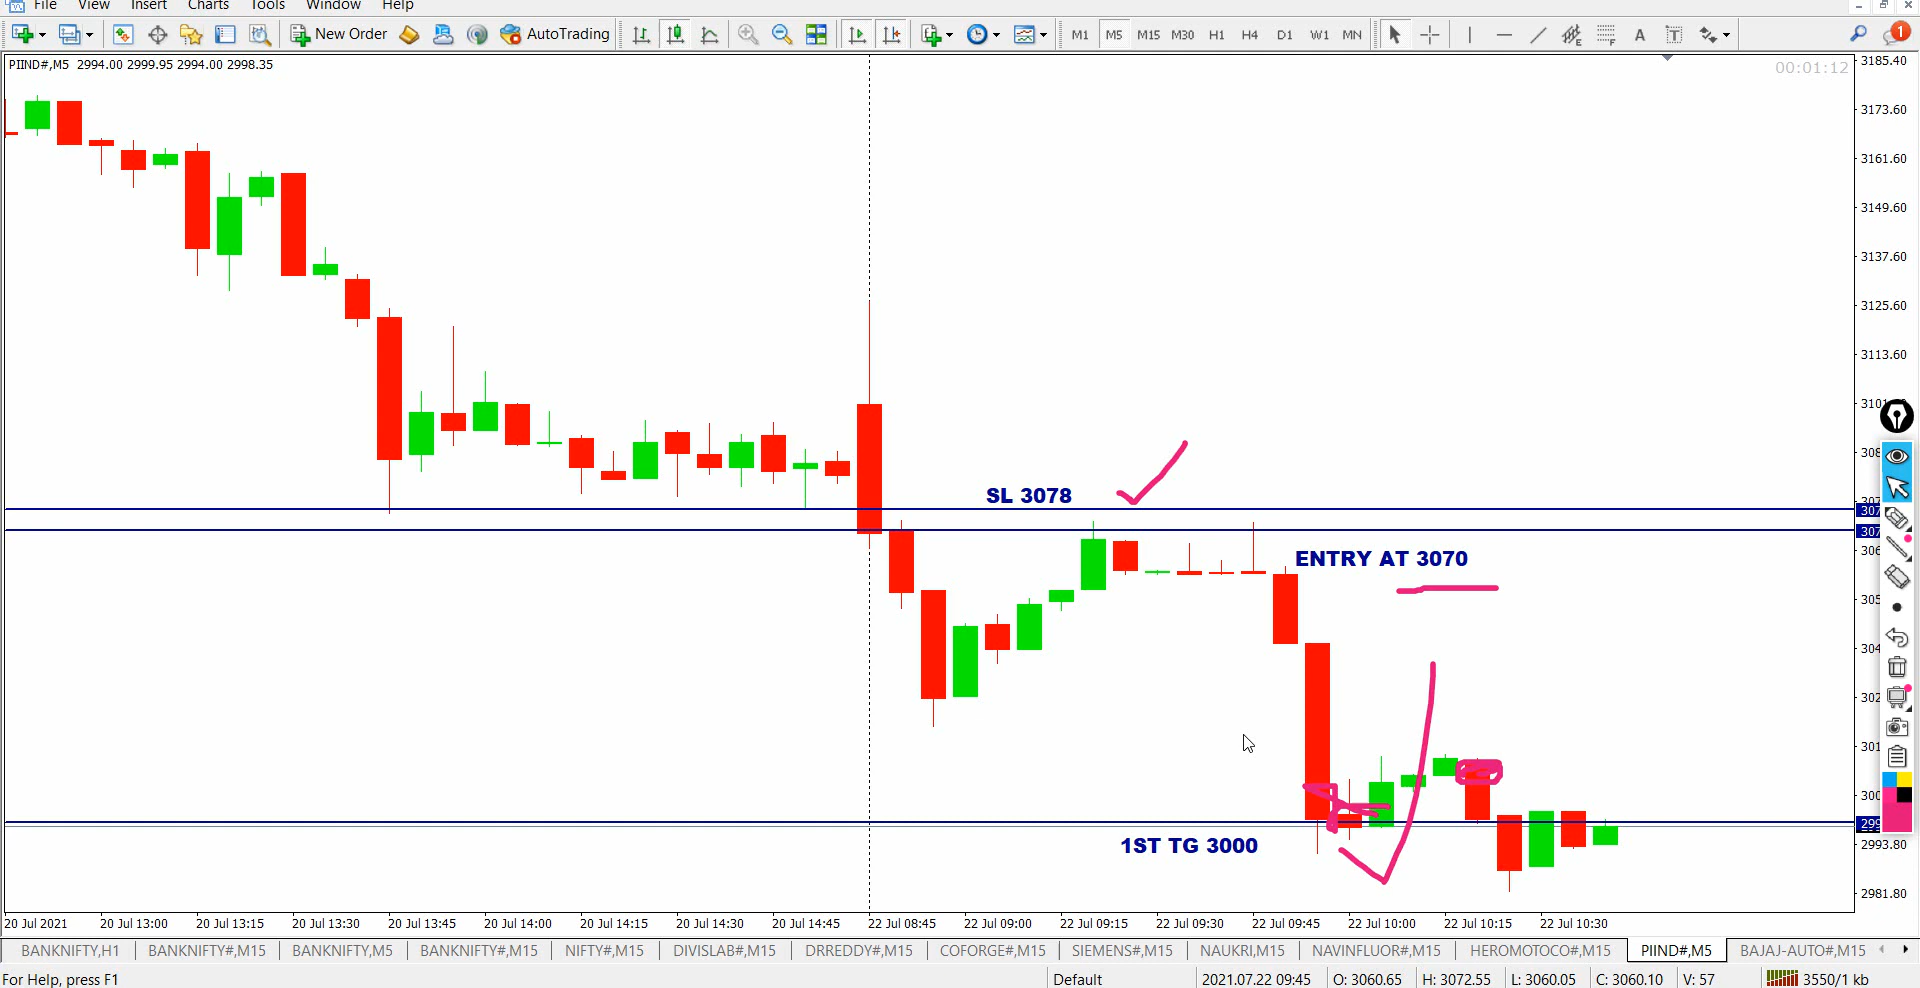 File View Insert Charts Tools Window Help
New Order AutoTrading M1 M5 M15 M30 H1 H4 D1 W1 MN A T 1
PIIND#,M5 2994.00 2999.95 2994.00 2998.35
00:01:12
3185.40
3173.60
3161.60
3149.60
3137.60
3125.60
3113.60
SL 3078
ENTRY AT 3070
1ST TG 3000
2993.80
2981.80
20 Jul 2021 20 Jul 13:00 20 Jul 13:15 20 Jul 13:30 20 Jul 13:45 20 Jul 14:00 20 Jul 14:15 20 Jul 14:30 20 Jul 14:45 22 Jul 08:45 22 Jul 09:00 22 Jul 09:15 22 Jul 09:30 22 Jul 09:45 22 Jul 10:00 22 Jul 10:15 22 Jul 10:30
BANKNIFTY,H1 BANKNIFTY#,M15 BANKNIFTY,M5 BANKNIFTY#,M15 NIFTY#,M15 DIVISLAB#,M15 DRREDDY#,M15 COFORGE#,M15 SIEMENS#,M15 NAUKRI,M15 NAVINFLUOR#,M15 HEROMOTOCO#,M15 PIIND#,M5 BAJAJ-AUTO#,M15
For Help, press F1 Default 2021.07.22 09:45 O: 3060.65 H: 3072.55 L: 3060.05 C: 3060.10 V: 57 3550/1 kb